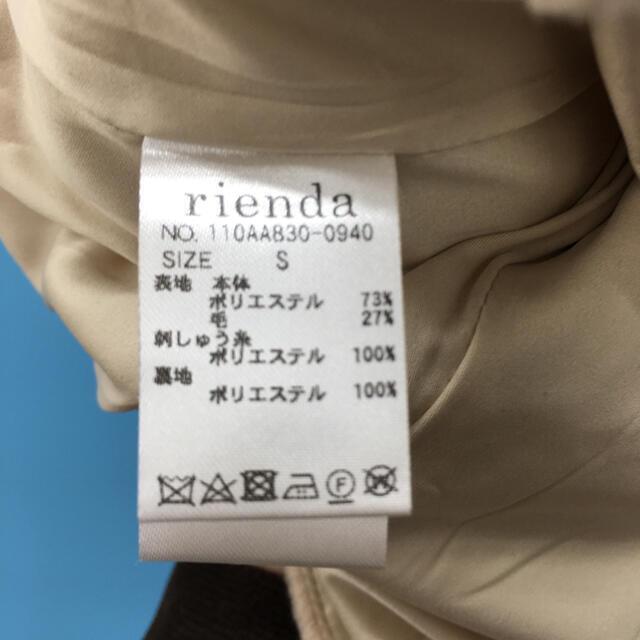 rienda
NO. 110AA830-0940
SIZE S
表地 本体
ポリエステル 73%
毛 27%
刺しゅう糸
ポリエステル 100%
裏地
ポリエステル 100%
F